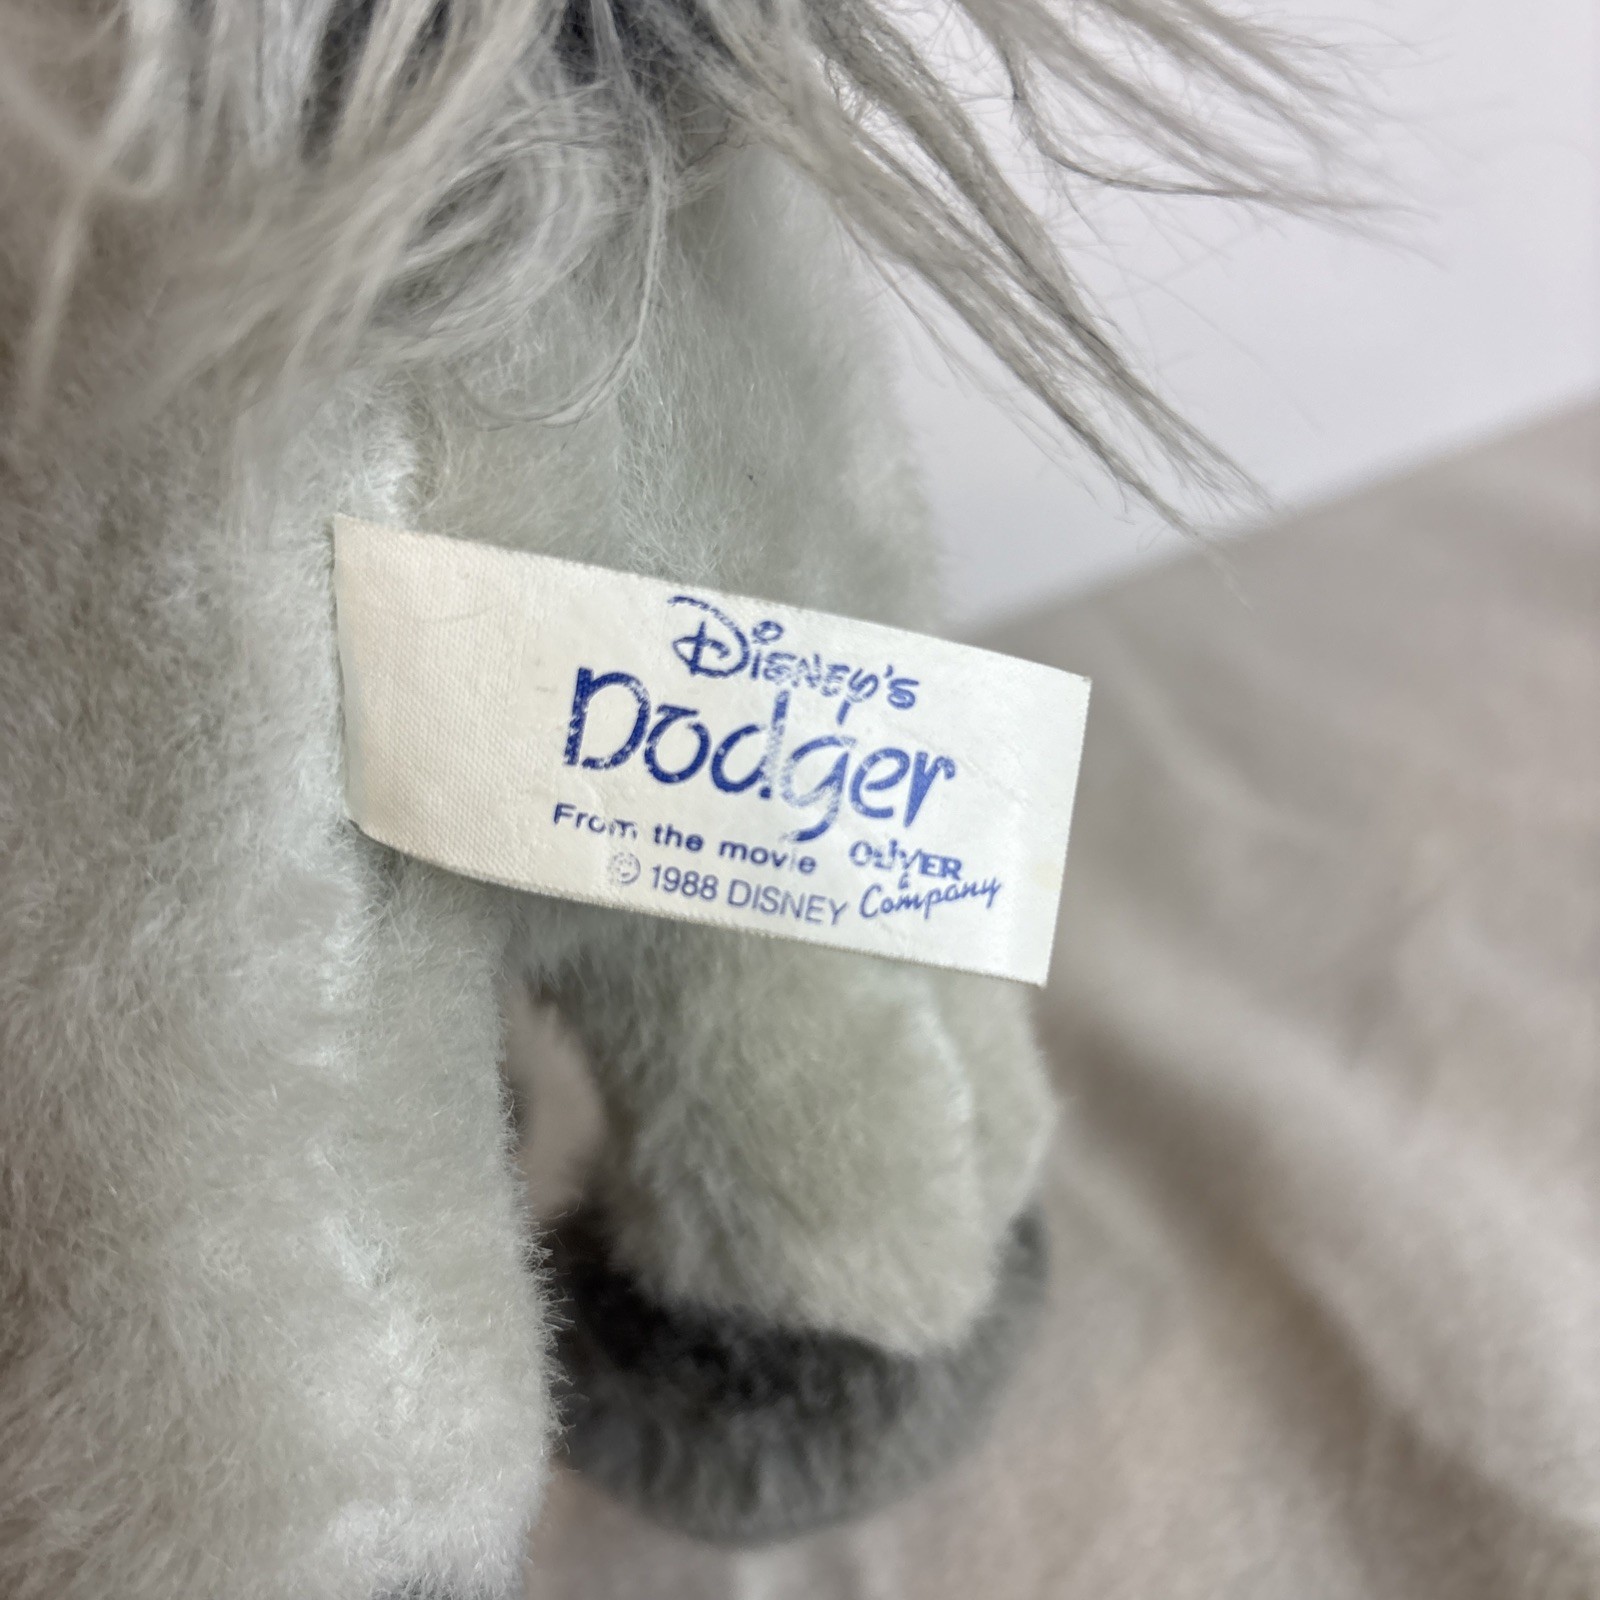 Disney's
Dodger
From the movie OLIVER
& Company
© 1988 DISNEY